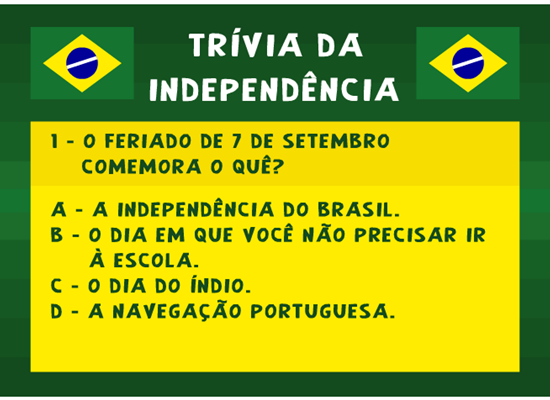 TRÍVIA DA
INDEPENDÊNCIA
1 - O FERIADO DE 7 DE SETEMBRO
COMEMORA O QUÊ?
A - A INDEPENDÊNCIA DO BRASIL.
B - O DIA EM QUE VOCÊ NÃO PRECISAR IR
À ESCOLA.
C - O DIA DO ÍNDIO.
D - A NAVEGAÇÃO PORTUGUESA.